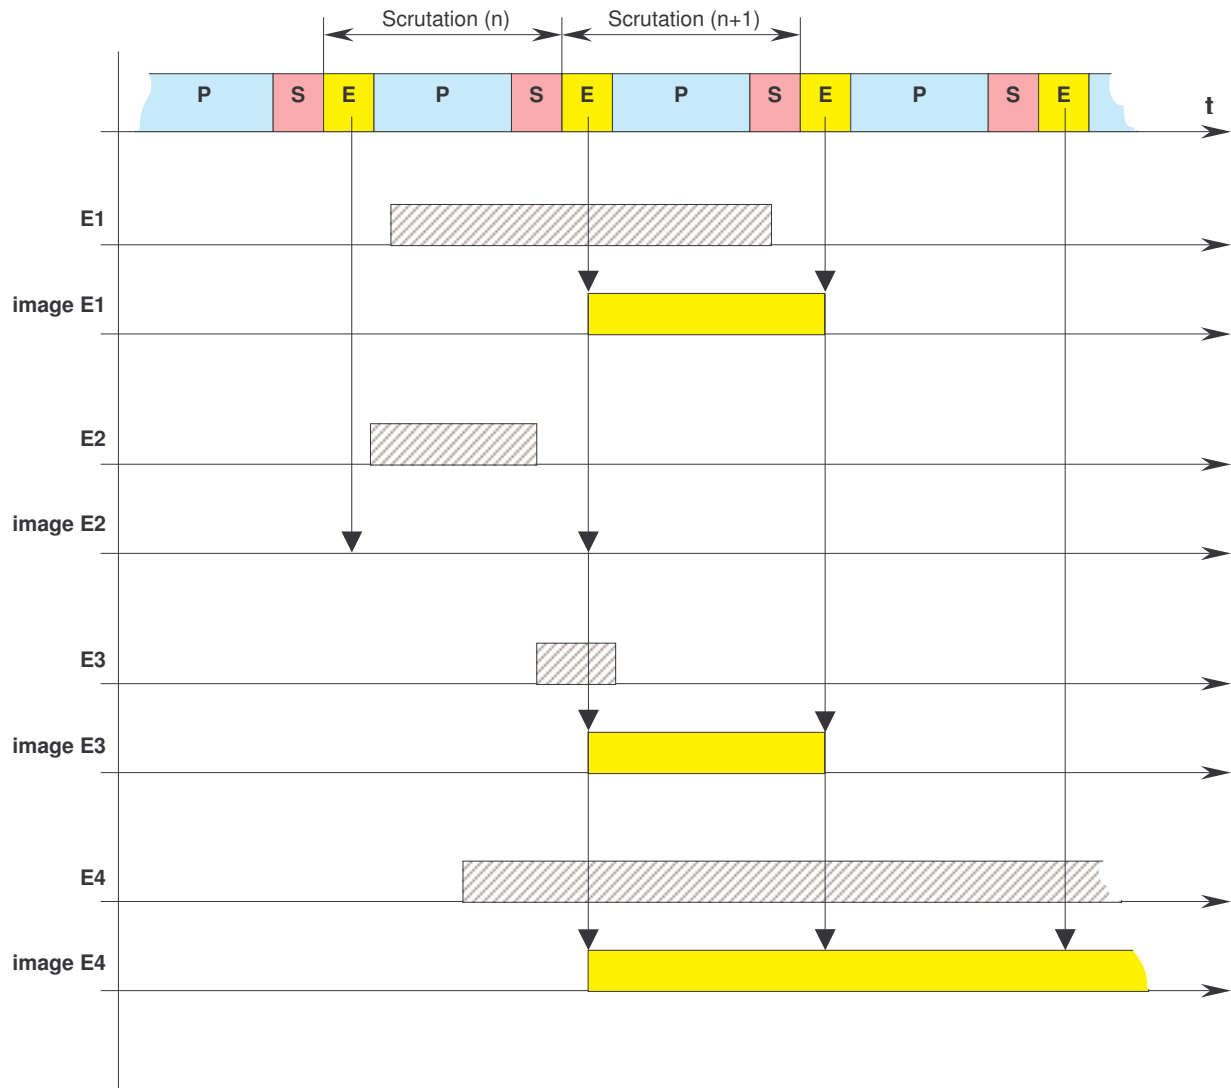 Scrutation (n) Scrutation (n+1)
P S E P S E P S E P S E
t
E1
image E1
E2
image E2
E3
image E3
E4
image E4